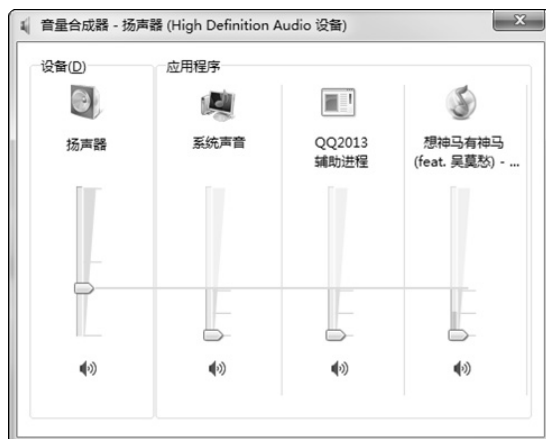 音量合成器 - 扬声器 (High Definition Audio 设备)
设备(D)
应用程序
扬声器
系统声音
QQ2013
辅助进程
想神马有神马
(feat. 吴莫愁) - ...